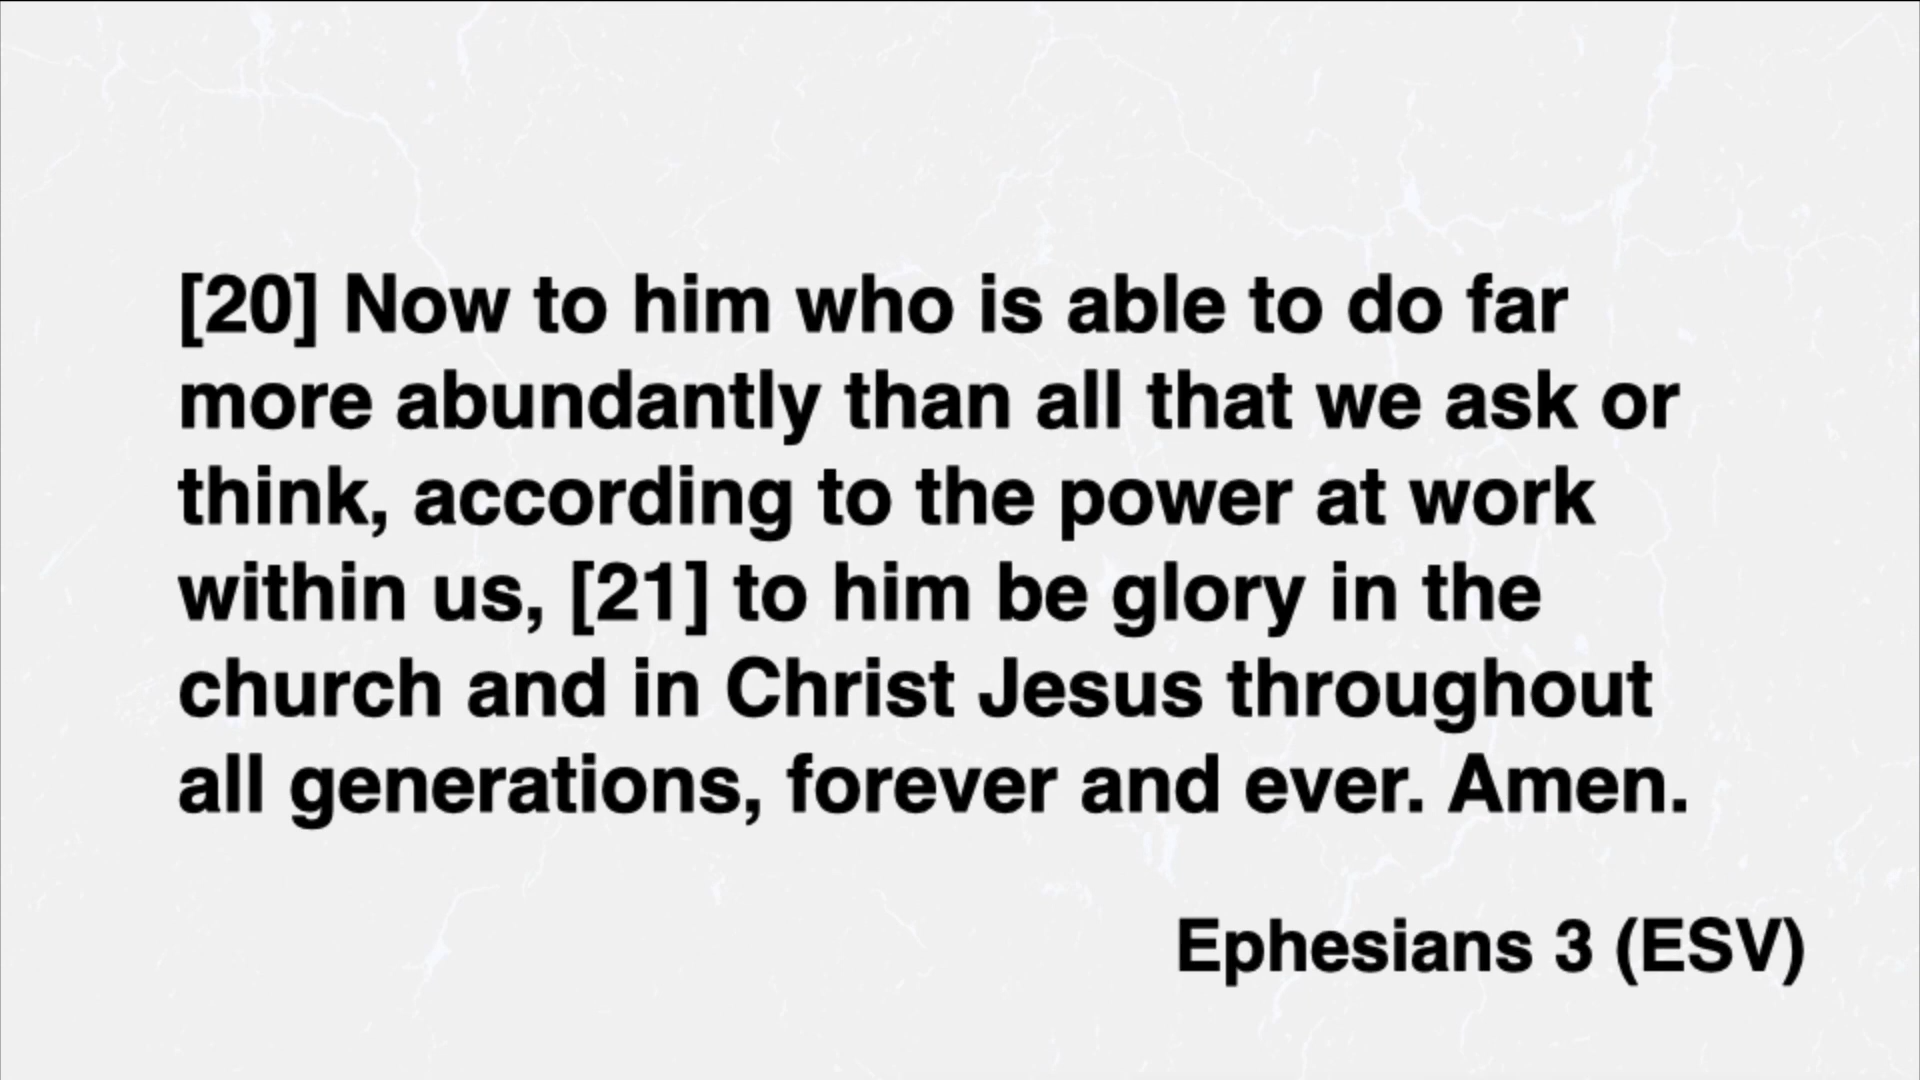 [20] Now to him who is able to do far
more abundantly than all that we ask or
think, according to the power at work
within us, [21] to him be glory in the
church and in Christ Jesus throughout
all generations, forever and ever. Amen.
Ephesians 3 (ESV)